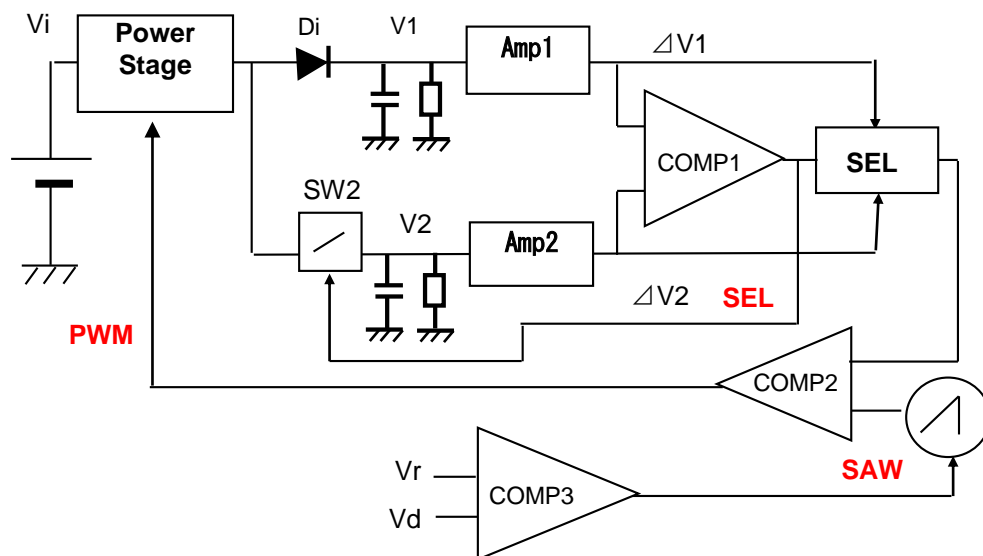 Vi
Power
Stage
Di
V1
Amp1
⊿V1
COMP1
SEL
SW2
V2
Amp2
⊿V2
SEL
PWM
COMP2
SAW
Vr
Vd
COMP3